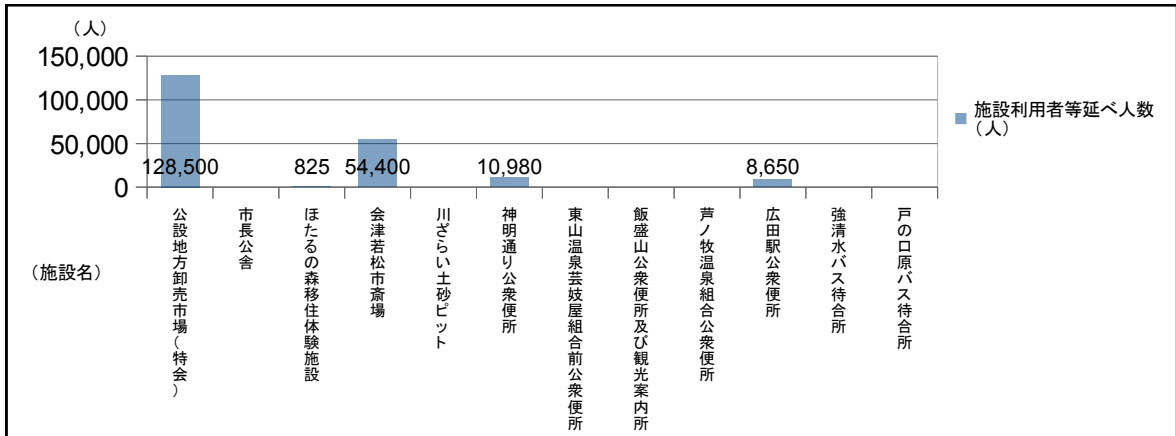 （人）
150,000
100,000
50,000
0
128,500
825
54,400
10,980
8,650
施設利用者等延べ人数
（人）
（施設名）
公設地方卸売市場（特会）
市長公舎
ほたるの森移住体験施設
会津若松市斎場
川ざらい土砂ピット
神明通り公衆便所
東山温泉芸妓屋組合前公衆便所
飯盛山公衆便所及び観光案内所
芦ノ牧温泉組合公衆便所
広田駅公衆便所
強清水バス待合所
戸の口原バス待合所